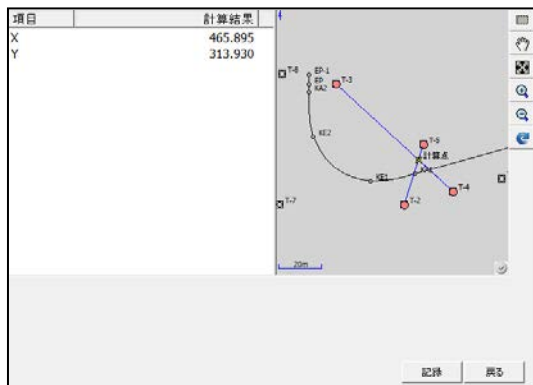 項目 計算結果
X 465.895
Y 313.930
T-8
EP-1
EP
KA2
T-3
KE2
T-5
計算点
KA1
KE1
T-4
T-7
T-2
20m
記録 戻る